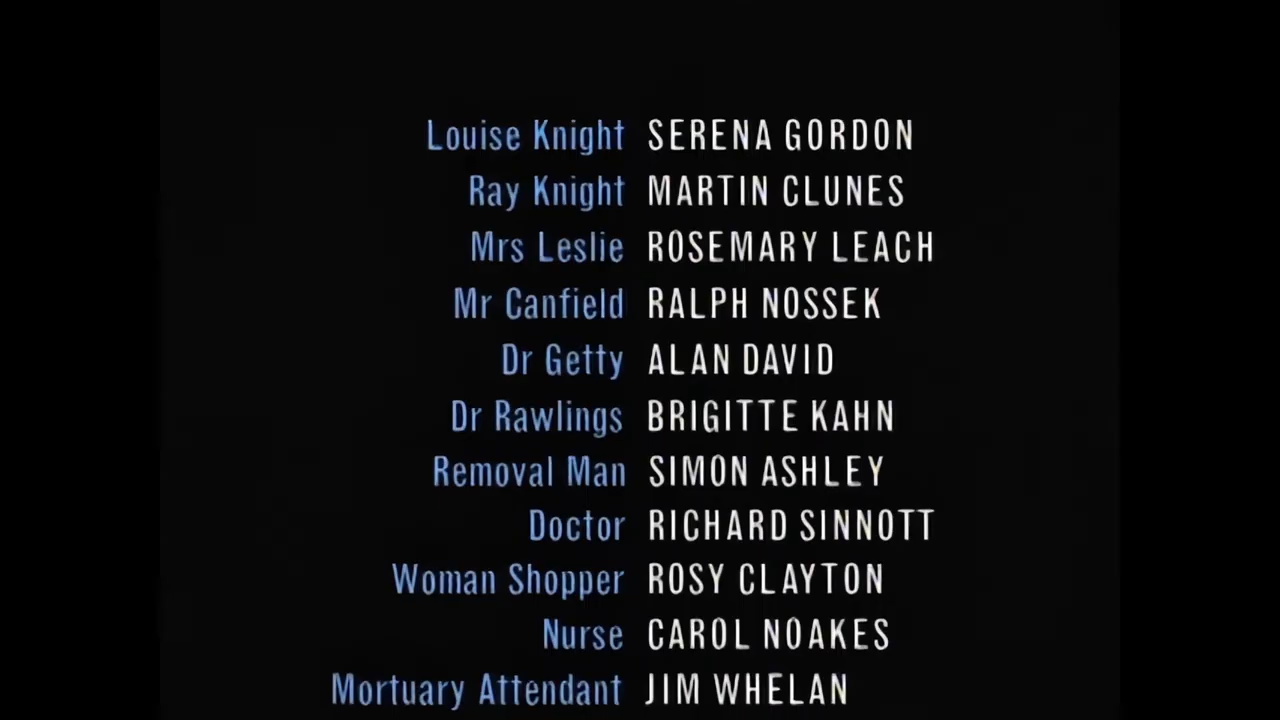 Louise Knight SERENA GORDON
Ray Knight MARTIN CLUNES
Mrs Leslie ROSEMARY LEACH
Mr Canfield RALPH NOSSEK
Dr Getty ALAN DAVID
Dr Rawlings BRIGITTE KAHN
Removal Man SIMON ASHLEY
Doctor RICHARD SINNOTT
Woman Shopper ROSY CLAYTON
Nurse CAROL NOAKES
Mortuary Attendant JIM WHELAN